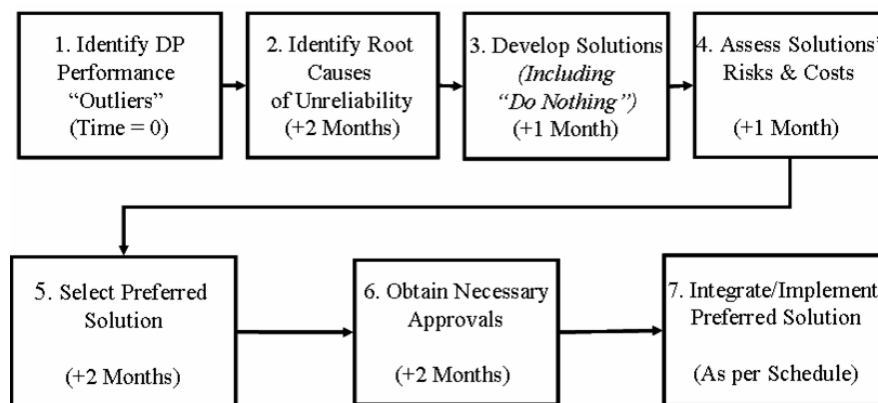 1. Identify DP
Performance
“Outliers”
(Time = 0)
2. Identify Root
Causes
of Unreliability
(+2 Months)
3. Develop Solutions
(Including
“Do Nothing”)
(+1 Month)
4. Assess Solutions’
Risks & Costs
(+1 Month)
5. Select Preferred
Solution
(+2 Months)
6. Obtain Necessary
Approvals
(+2 Months)
7. Integrate/Implement
Preferred Solution
(As per Schedule)